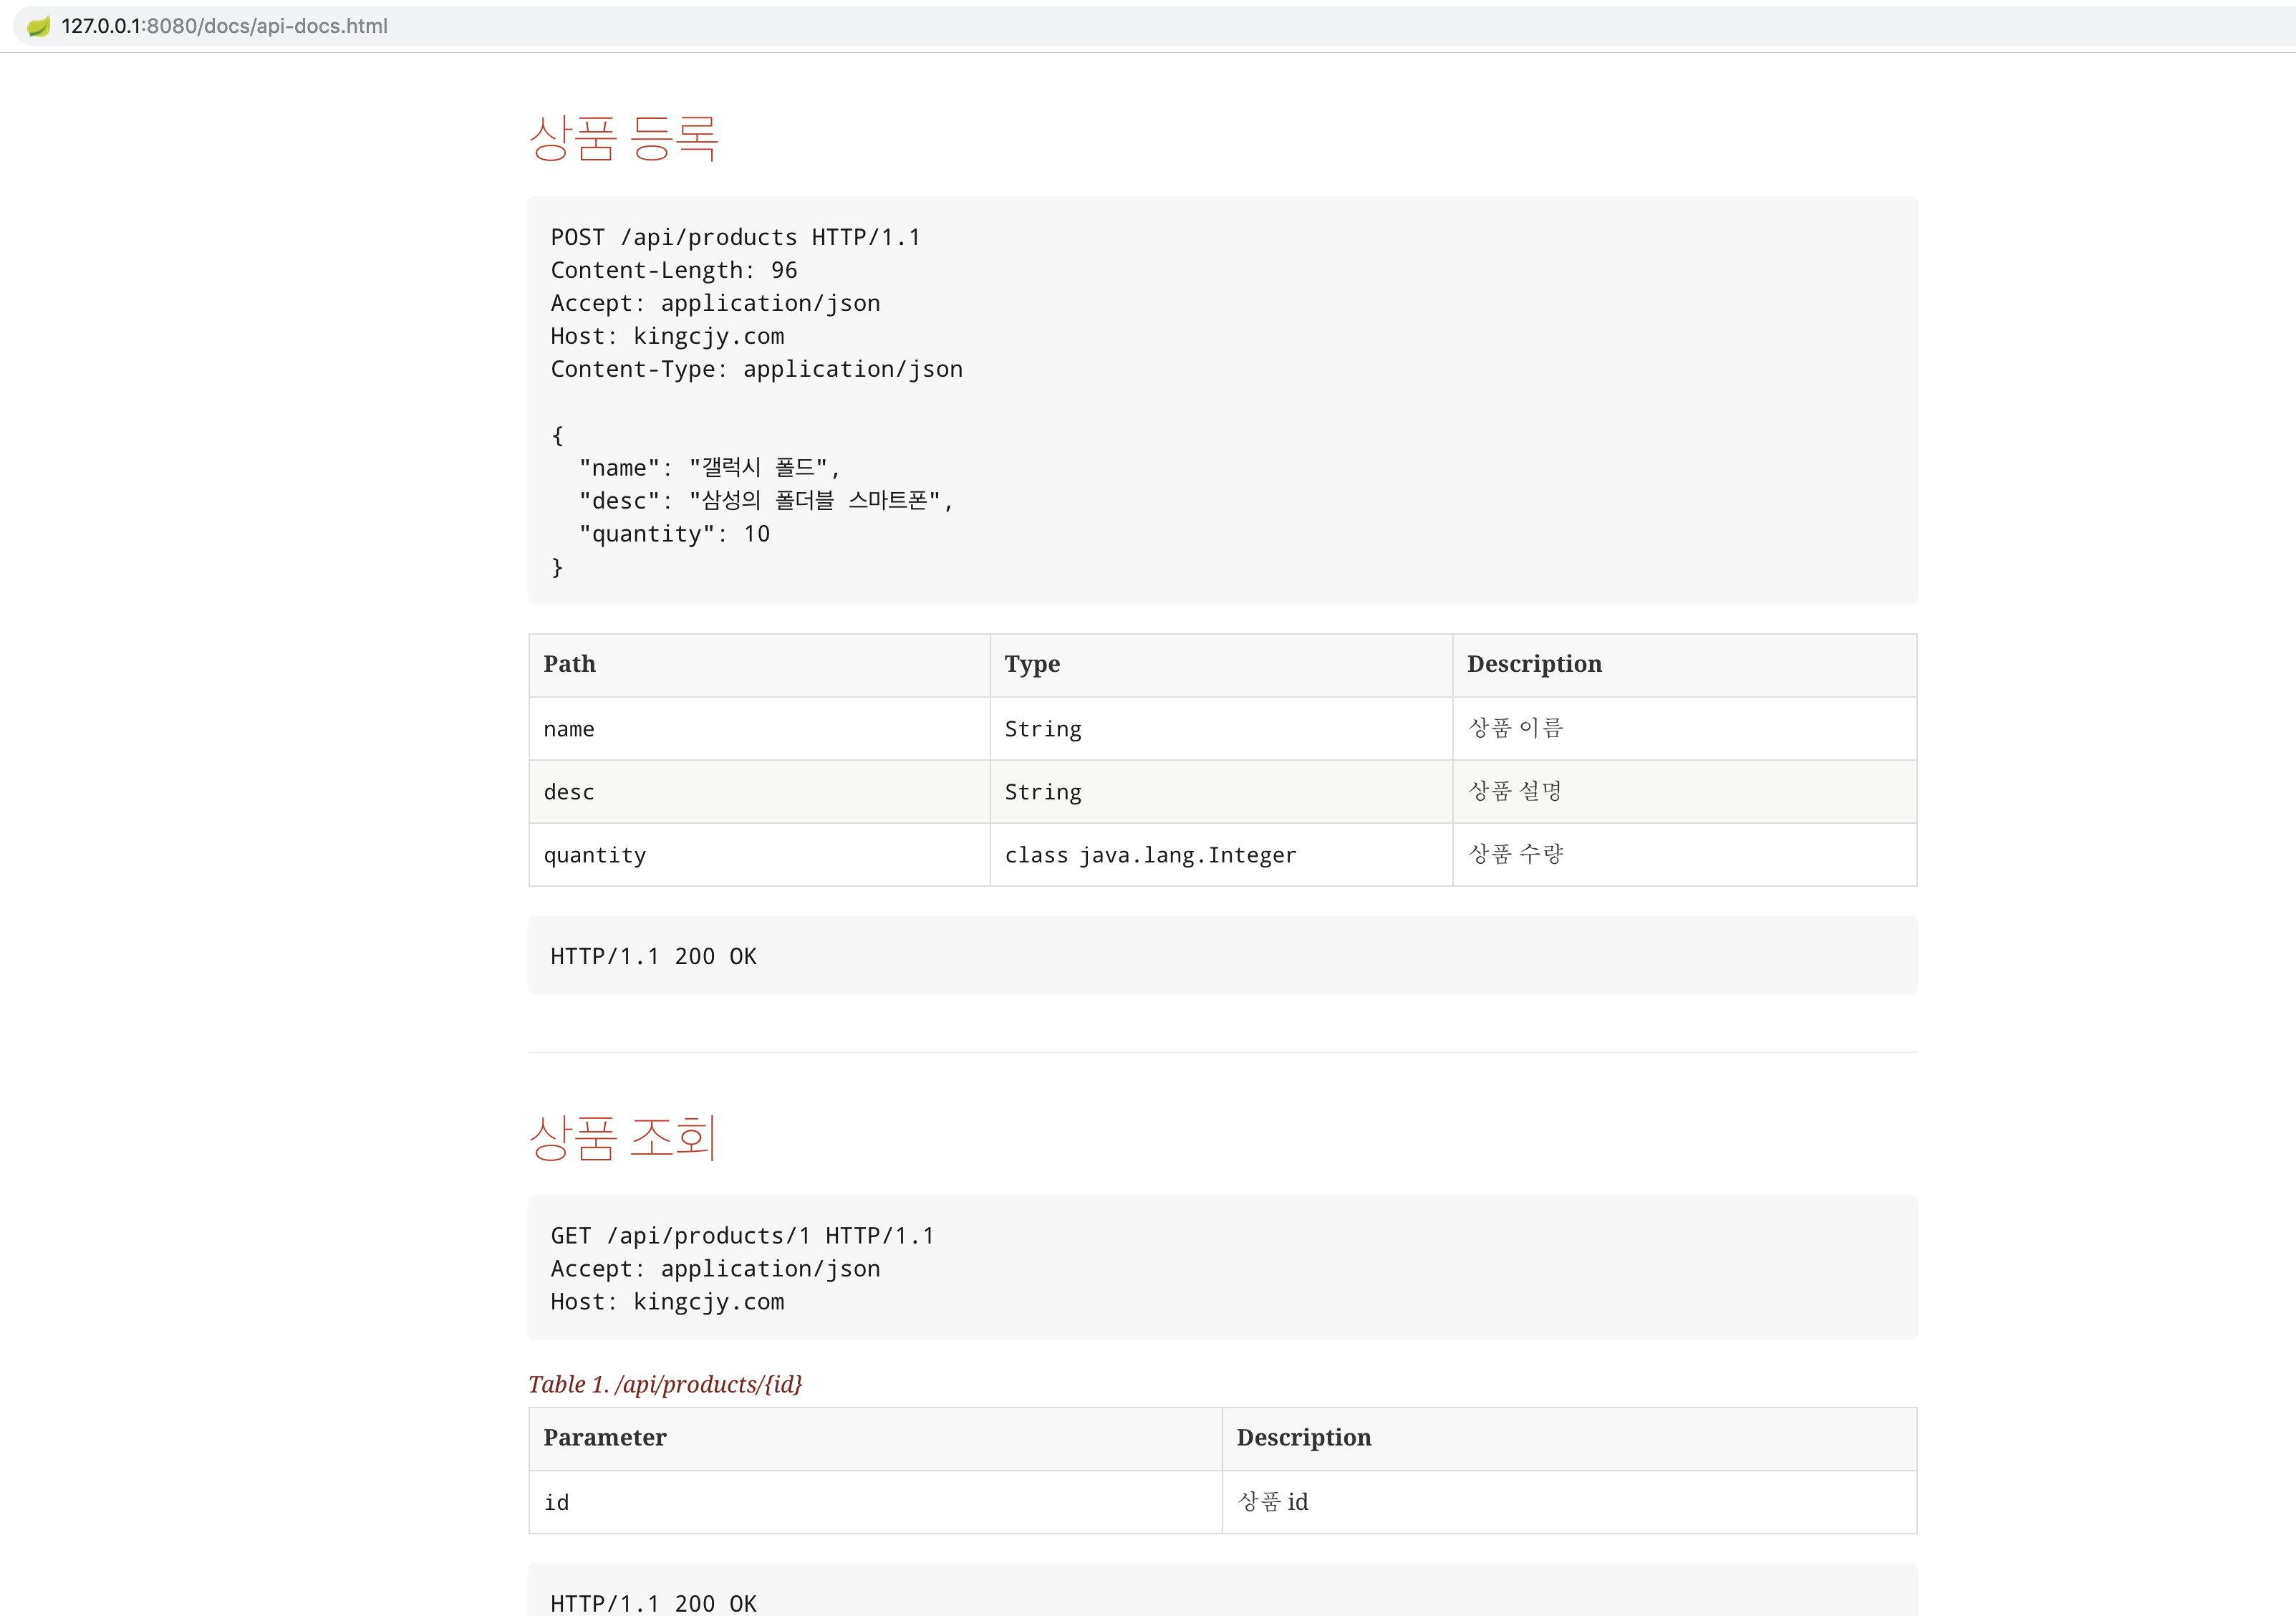 127.0.0.1:8080/docs/api-docs.html
상품 등록
POST /api/products HTTP/1.1
Content-Length: 96
Accept: application/json
Host: kingcjy.com
Content-Type: application/json
{
  "name": "갤럭시 폴드",
  "desc": "삼성의 폴더블 스마트폰",
  "quantity": 10
}
Path Type Description
name String 상품 이름
desc String 상품 설명
quantity class java.lang.Integer 상품 수량
HTTP/1.1 200 OK
상품 조회
GET /api/products/1 HTTP/1.1
Accept: application/json
Host: kingcjy.com
Table 1. /api/products/{id}
Parameter Description
id 상품 id
HTTP/1.1 200 OK